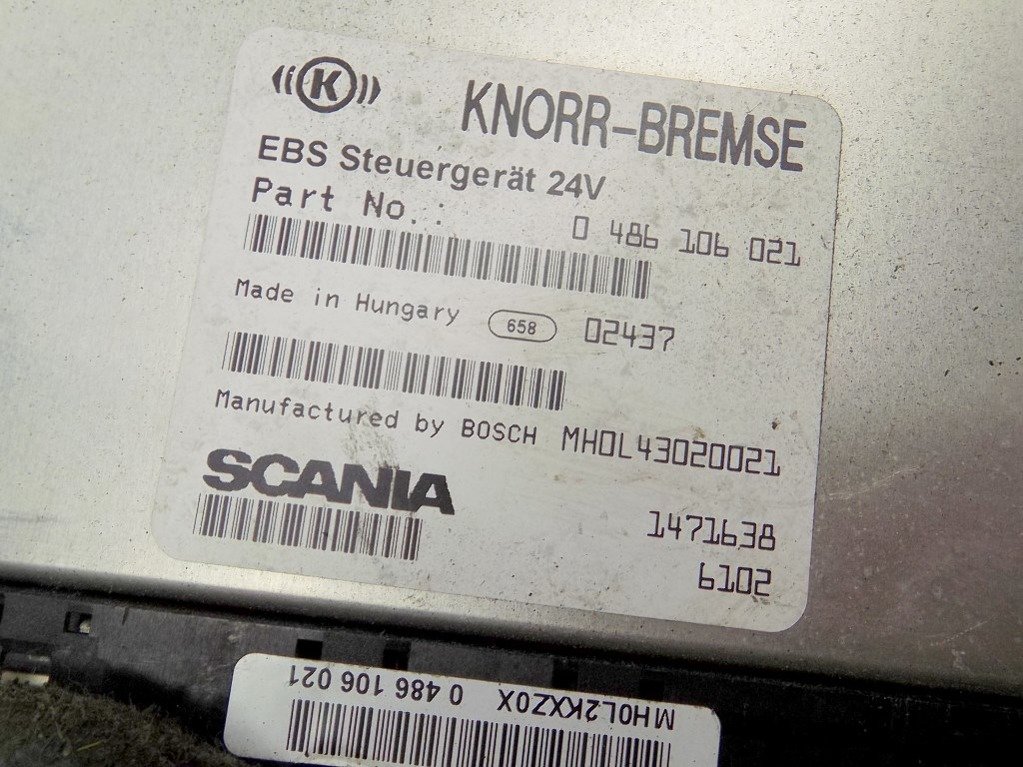 K KNORR-BREMSE
EBS Steuergerät 24V
Part No.: 0 486 106 021
Made in Hungary 658 02437
Manufactured by BOSCH MHOL43020021
SCANIA 1471638
6102
MH0L2KXZ0X 0 486 106 021